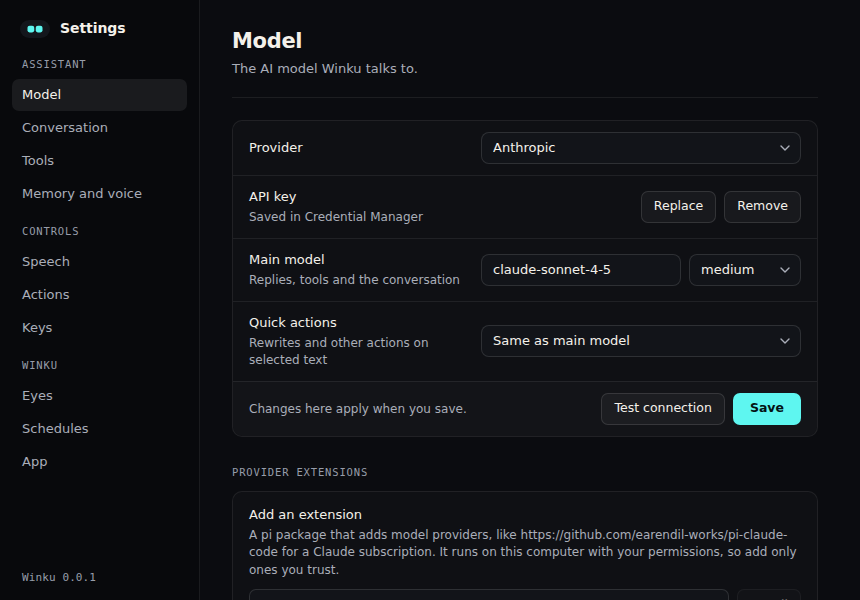 Settings
ASSISTANT
Model
Conversation
Tools
Memory and voice
CONTROLS
Speech
Actions
Keys
WINKU
Eyes
Schedules
App
Winku 0.0.1
Model
The AI model Winku talks to.
Provider
Anthropic
API key
Saved in Credential Manager
Replace
Remove
Main model
Replies, tools and the conversation
claude-sonnet-4-5
medium
Quick actions
Rewrites and other actions on
selected text
Same as main model
Changes here apply when you save.
Test connection
Save
PROVIDER EXTENSIONS
Add an extension
A pi package that adds model providers, like https://github.com/earendil-works/pi-claude-
code for a Claude subscription. It runs on this computer with your permissions, so add only
ones you trust.